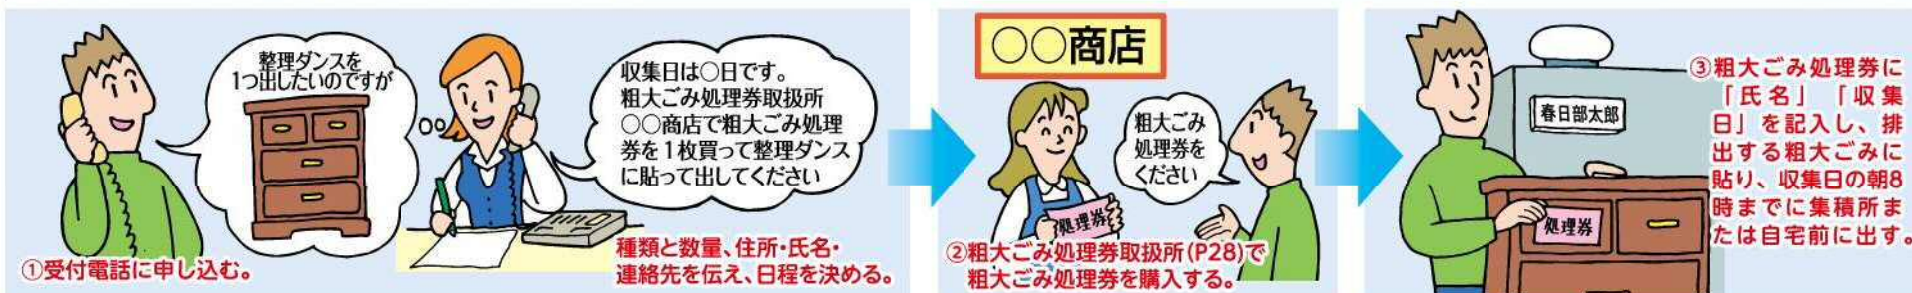 整理ダンスを
1つ出したいのですが
収集日は○日です。
粗大ごみ処理券取扱所
○○商店で粗大ごみ処理
券を1枚買って整理ダンス
に貼って出してください
①受付電話に申し込む。
種類と数量、住所・氏名・
連絡先を伝え、日程を決める。
○○商店
粗大ごみ
処理券を
ください
処理券
②粗大ごみ処理券取扱所(P28)で
粗大ごみ処理券を購入する。
春日部太郎
処理券
③粗大ごみ処理券に
「氏名」「収集
日」を記入し、排
出する粗大ごみに
貼り、収集日の朝8
時までに集積所ま
たは自宅前に出す。